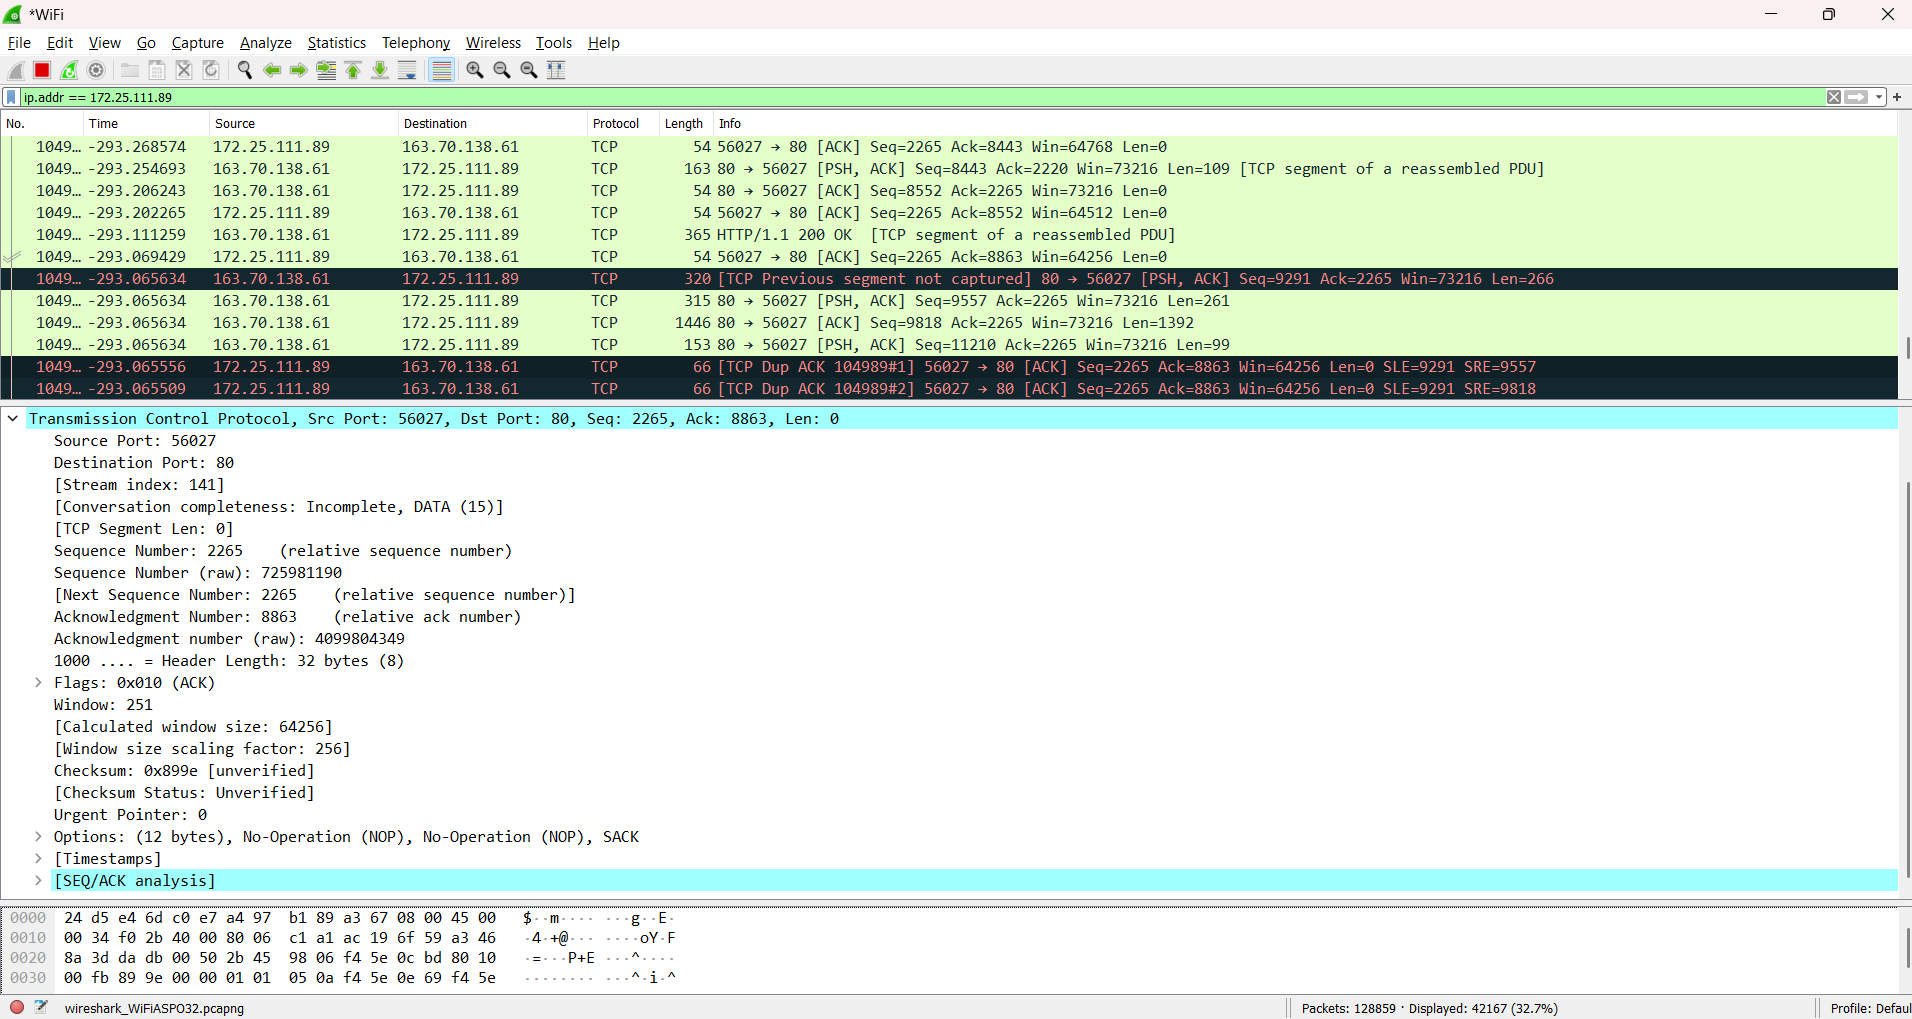 *WiFi
File Edit View Go Capture Analyze Statistics Telephony Wireless Tools Help
ip.addr == 172.25.111.89
No. Time Source Destination Protocol Length Info
1049… -293.268574 172.25.111.89 163.70.138.61 TCP 54 56027 → 80 [ACK] Seq=2265 Ack=8443 Win=64768 Len=0
1049… -293.254693 163.70.138.61 172.25.111.89 TCP 163 80 → 56027 [PSH, ACK] Seq=8443 Ack=2220 Win=73216 Len=109 [TCP segment of a reassembled PDU]
1049… -293.206243 163.70.138.61 172.25.111.89 TCP 54 80 → 56027 [ACK] Seq=8552 Ack=2265 Win=73216 Len=0
1049… -293.202265 172.25.111.89 163.70.138.61 TCP 54 56027 → 80 [ACK] Seq=2265 Ack=8552 Win=64512 Len=0
1049… -293.111259 163.70.138.61 172.25.111.89 TCP 365 HTTP/1.1 200 OK [TCP segment of a reassembled PDU]
1049… -293.069429 172.25.111.89 163.70.138.61 TCP 54 56027 → 80 [ACK] Seq=2265 Ack=8863 Win=64256 Len=0
1049… -293.065634 163.70.138.61 172.25.111.89 TCP 320 [TCP Previous segment not captured] 80 → 56027 [PSH, ACK] Seq=9291 Ack=2265 Win=73216 Len=266
1049… -293.065634 163.70.138.61 172.25.111.89 TCP 315 80 → 56027 [PSH, ACK] Seq=9557 Ack=2265 Win=73216 Len=261
1049… -293.065634 163.70.138.61 172.25.111.89 TCP 1446 80 → 56027 [ACK] Seq=9818 Ack=2265 Win=73216 Len=1392
1049… -293.065634 163.70.138.61 172.25.111.89 TCP 153 80 → 56027 [PSH, ACK] Seq=11210 Ack=2265 Win=73216 Len=99
1049… -293.065556 172.25.111.89 163.70.138.61 TCP 66 [TCP Dup ACK 104989#1] 56027 → 80 [ACK] Seq=2265 Ack=8863 Win=64256 Len=0 SLE=9291 SRE=9557
1049… -293.065509 172.25.111.89 163.70.138.61 TCP 66 [TCP Dup ACK 104989#2] 56027 → 80 [ACK] Seq=2265 Ack=8863 Win=64256 Len=0 SLE=9291 SRE=9818
Transmission Control Protocol, Src Port: 56027, Dst Port: 80, Seq: 2265, Ack: 8863, Len: 0
Source Port: 56027
Destination Port: 80
[Stream index: 141]
[Conversation completeness: Incomplete, DATA (15)]
[TCP Segment Len: 0]
Sequence Number: 2265 (relative sequence number)
Sequence Number (raw): 725981190
[Next Sequence Number: 2265 (relative sequence number)]
Acknowledgment Number: 8863 (relative ack number)
Acknowledgment number (raw): 4099804349
1000 .... = Header Length: 32 bytes (8)
Flags: 0x010 (ACK)
Window: 251
[Calculated window size: 64256]
[Window size scaling factor: 256]
Checksum: 0x899e [unverified]
[Checksum Status: Unverified]
Urgent Pointer: 0
Options: (12 bytes), No-Operation (NOP), No-Operation (NOP), SACK
[Timestamps]
[SEQ/ACK analysis]
0000 24 d5 e4 6d c0 e7 a4 97 b1 89 a3 67 08 00 45 00 $··m···· ···g··E·
0010 00 34 f0 2b 40 00 80 06 c1 a1 ac 19 6f 59 a3 46 ·4·+@··· ····oY·F
0020 8a 3d da db 00 50 2b 45 98 06 f4 5e 0c bd 80 10 ·=···P+E ···^····
0030 00 fb 89 9e 00 00 01 01 05 0a f4 5e 0e 69 f4 5e ········ ···^·i·^
wireshark_WiFiASPO32.pcapng Packets: 128859 · Displayed: 42167 (32.7%) Profile: Defaul